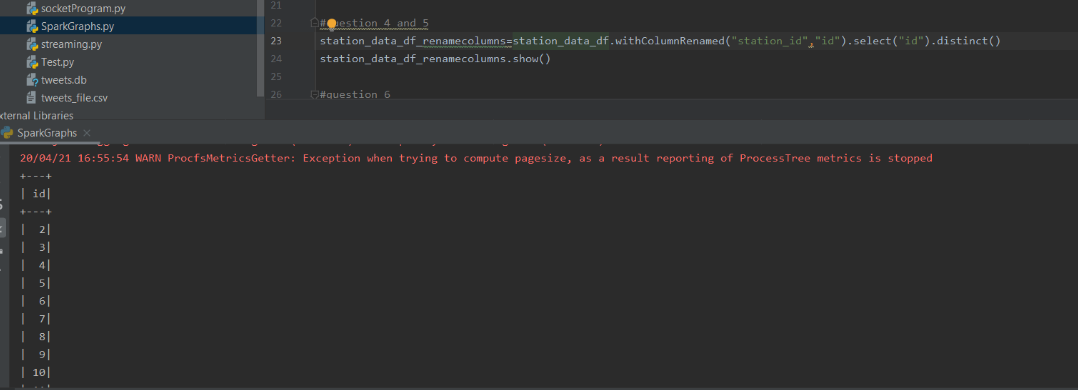 socketProgram.py
SparkGraphs.py
streaming.py
Test.py
tweets.db
tweets_file.csv
xternal Libraries
21
22 #question 4 and 5
23 station_data_df_renamecolumns=station_data_df.withColumnRenamed("station_id","id").select("id").distinct()
24 station_data_df_renamecolumns.show()
25
26 #question 6
SparkGraphs
20/04/21 16:55:54 WARN ProcfsMetricsGetter: Exception when trying to compute pagesize, as a result reporting of ProcessTree metrics is stopped
+---+
| id|
+---+
|  2|
|  3|
|  4|
|  5|
|  6|
|  7|
|  8|
|  9|
| 10|